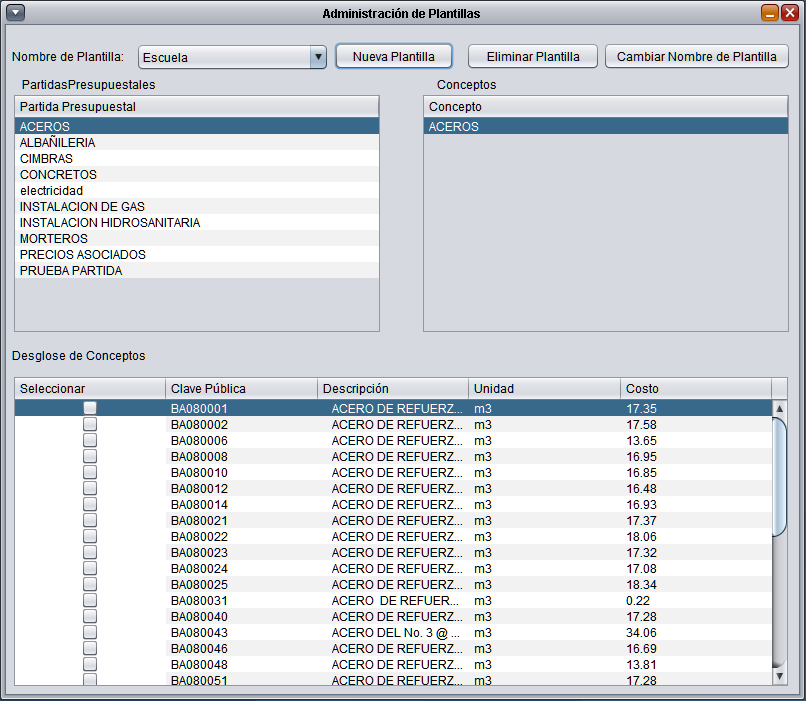 Administración de Plantillas
Nombre de Plantilla: Escuela Nueva Plantilla Eliminar Plantilla Cambiar Nombre de Plantilla
PartidasPresupuestales Conceptos
Partida Presupuestal Concepto
ACEROS ACEROS
ALBAÑILERIA
CIMBRAS
CONCRETOS
electricidad
INSTALACION DE GAS
INSTALACION HIDROSANITARIA
MORTEROS
PRECIOS ASOCIADOS
PRUEBA PARTIDA
Desglose de Conceptos
Seleccionar Clave Pública Descripción Unidad Costo
BA080001 ACERO DE REFUERZ... m3 17.35
BA080002 ACERO DE REFUERZ... m3 17.58
BA080006 ACERO DE REFUERZ... m3 13.65
BA080008 ACERO DE REFUERZ... m3 16.95
BA080010 ACERO DE REFUERZ... m3 16.85
BA080012 ACERO DE REFUERZ... m3 16.48
BA080014 ACERO DE REFUERZ... m3 16.93
BA080021 ACERO DE REFUERZ... m3 17.37
BA080022 ACERO DE REFUERZ... m3 18.06
BA080023 ACERO DE REFUERZ... m3 17.32
BA080024 ACERO DE REFUERZ... m3 17.08
BA080025 ACERO DE REFUERZ... m3 18.34
BA080031 ACERO  DE REFUER... m3 0.22
BA080040 ACERO DE REFUERZ... m3 17.28
BA080043 ACERO DEL No. 3 @ ... m3 34.06
BA080046 ACERO DE REFUERZ... m3 16.69
BA080048 ACERO DE REFUERZ... m3 13.81
BA080051 ACERO DE REFUERZ... m3 17.28